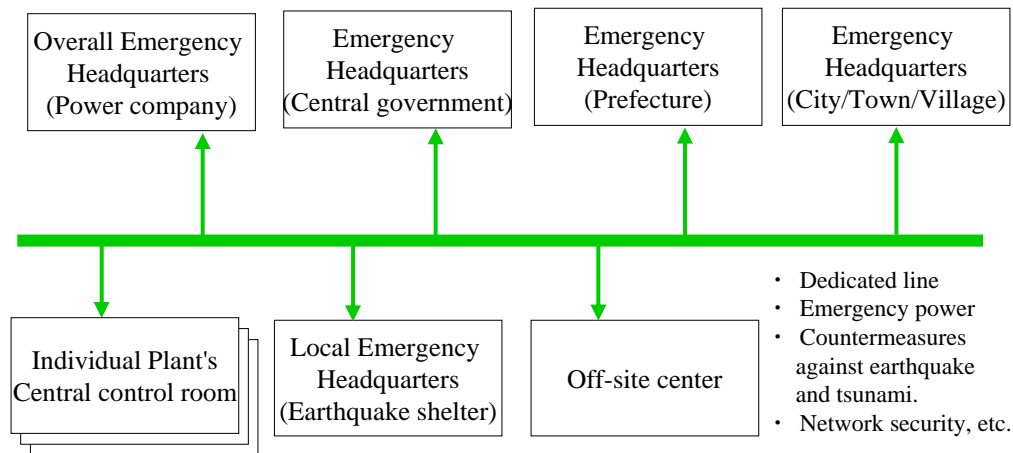 Overall Emergency
Headquarters
(Power company)
Emergency
Headquarters
(Central government)
Emergency
Headquarters
(Prefecture)
Emergency
Headquarters
(City/Town/Village)
Individual Plant's
Central control room
Local Emergency
Headquarters
(Earthquake shelter)
Off-site center
・ Dedicated line
・ Emergency power
・ Countermeasures
against earthquake
and tsunami.
・ Network security, etc.